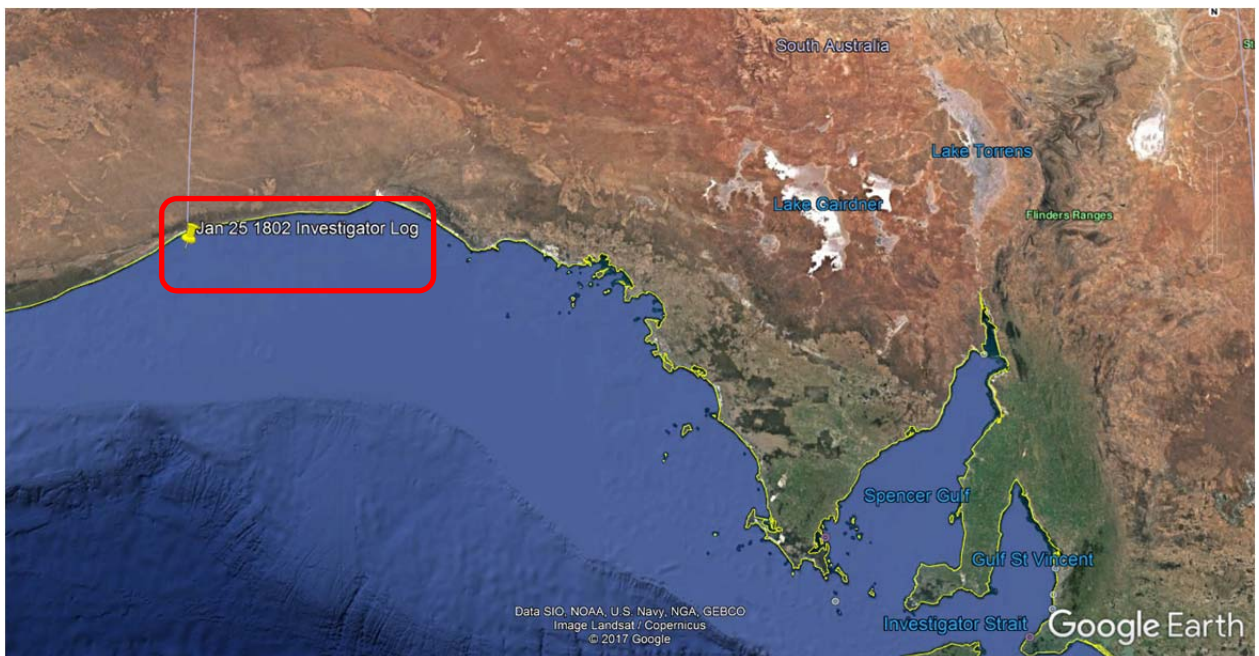 N
South Australia
Lake Torrens
Lake Gairdner
Flinders Ranges
Jan 25 1802 Investigator Log
Spencer Gulf
Gulf St Vincent
Investigator Strait
Data SIO, NOAA, U.S. Navy, NGA, GEBCO
Image Landsat / Copernicus
© 2017 Google
Google Earth